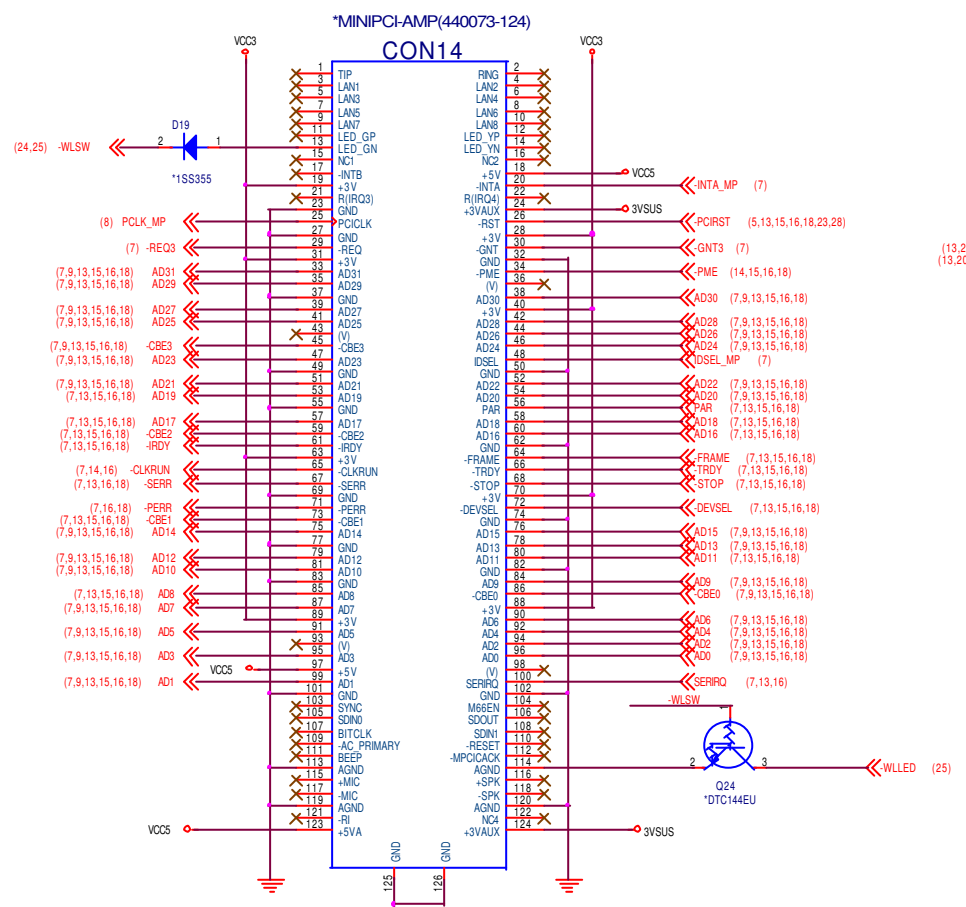 *MINIPCI-AMP(440073-124)
CON14
VCC3
VCC3
1 TIP RING 2
3 LAN1 LAN2 4
5 LAN3 LAN4 6
7 LAN5 LAN6 8
9 LAN7 LAN8 10
11 LED_GP LED_YP 12
D19
(24,25) -WLSW 2 1 13 LED_GN LED_YN 14
*1SS355
15 NC1 NC2 16
17 -INTB +5V 18 VCC5
19 +3V -INTA 20 -INTA_MP (7)
21 R(IRQ3) R(IRQ4) 22
23 GND +3VAUX 24 3VSUS
(8) PCLK_MP 25 PCICLK -RST 26 -PCIRST (5,13,15,16,18,23,28)
27 GND +3V 28
(7) -REQ3 29 -REQ -GNT 30 -GNT3 (7)
(13,2
(13,20
31 +3V GND 32
(7,9,13,15,16,18) AD31 33 AD31 -PME 34 -PME (14,15,16,18)
(7,9,13,15,16,18) AD29 35 AD29 (V) 36
37 GND AD30 38 AD30 (7,9,13,15,16,18)
(7,9,13,15,16,18) AD27 39 AD27 +3V 40
(7,9,13,15,16,18) AD25 41 AD25 AD28 42 AD28 (7,9,13,15,16,18)
43 (V) AD26 44 AD26 (7,9,13,15,16,18)
(7,9,13,15,16,18) -CBE3 45 -CBE3 AD24 46 AD24 (7,9,13,15,16,18)
(7,9,13,15,16,18) AD23 47 AD23 IDSEL 48 IDSEL_MP (7)
49 GND GND 50
(7,9,13,15,16,18) AD21 51 AD21 AD22 52 AD22 (7,9,13,15,16,18)
(7,13,15,16,18) AD19 53 AD19 AD20 54 AD20 (7,9,13,15,16,18)
55 GND PAR 56 PAR (7,13,15,16,18)
(7,13,15,16,18) AD17 57 AD17 AD18 58 AD18 (7,13,15,16,18)
(7,13,15,16,18) -CBE2 59 -CBE2 AD16 60 AD16 (7,13,15,16,18)
(7,13,15,16,18) -IRDY 61 -IRDY GND 62
63 +3V -FRAME 64 -FRAME (7,13,15,16,18)
(7,14,16) -CLKRUN 65 -CLKRUN -TRDY 66 -TRDY (7,13,15,16,18)
(7,13,16,18) -SERR 67 -SERR -STOP 68 -STOP (7,13,15,16,18)
69 GND +3V 70
(7,16,18) -PERR 71 -PERR -DEVSEL 72 -DEVSEL (7,13,15,16,18)
(7,13,15,16,18) -CBE1 73 -CBE1 GND 74
(7,9,13,15,16,18) AD14 75 AD14 AD15 76 AD15 (7,9,13,15,16,18)
77 GND AD13 78 AD13 (7,9,13,15,16,18)
(7,9,13,15,16,18) AD12 79 AD12 AD11 80 AD11 (7,13,15,16,18)
(7,9,13,15,16,18) AD10 81 AD10 GND 82
83 GND AD9 84 AD9 (7,9,13,15,16,18)
(7,13,15,16,18) AD8 85 AD8 -CBE0 86 -CBE0 (7,9,13,15,16,18)
(7,9,13,15,16,18) AD7 87 AD7 +3V 88
89 +3V AD6 90 AD6 (7,9,13,15,16,18)
(7,9,13,15,16,18) AD5 91 AD5 AD4 92 AD4 (7,9,13,15,16,18)
93 (V) AD2 94 AD2 (7,9,13,15,16,18)
(7,9,13,15,16,18) AD3 95 AD3 AD0 96 AD0 (7,9,13,15,16,18)
VCC5 97 +5V (V) 98
(7,9,13,15,16,18) AD1 99 AD1 SERIRQ 100 SERIRQ (7,13,16)
101 GND GND 102
103 SYNC M66EN 104 -WLSW
105 SDIN0 SDOUT 106
107 BITCLK SDIN1 108
109 -AC_PRIMARY -RESET 110
111 BEEP -MPCICACK 112
113 AGND AGND 114 2 1 3 -WLLED (25)
115 +MIC +SPK 116
Q24
*DTC144EU
117 -MIC -SPK 118
119 AGND AGND 120
121 -RI NC4 122
VCC5 123 +5VA +3VAUX 124 3VSUS
GND GND
125 126